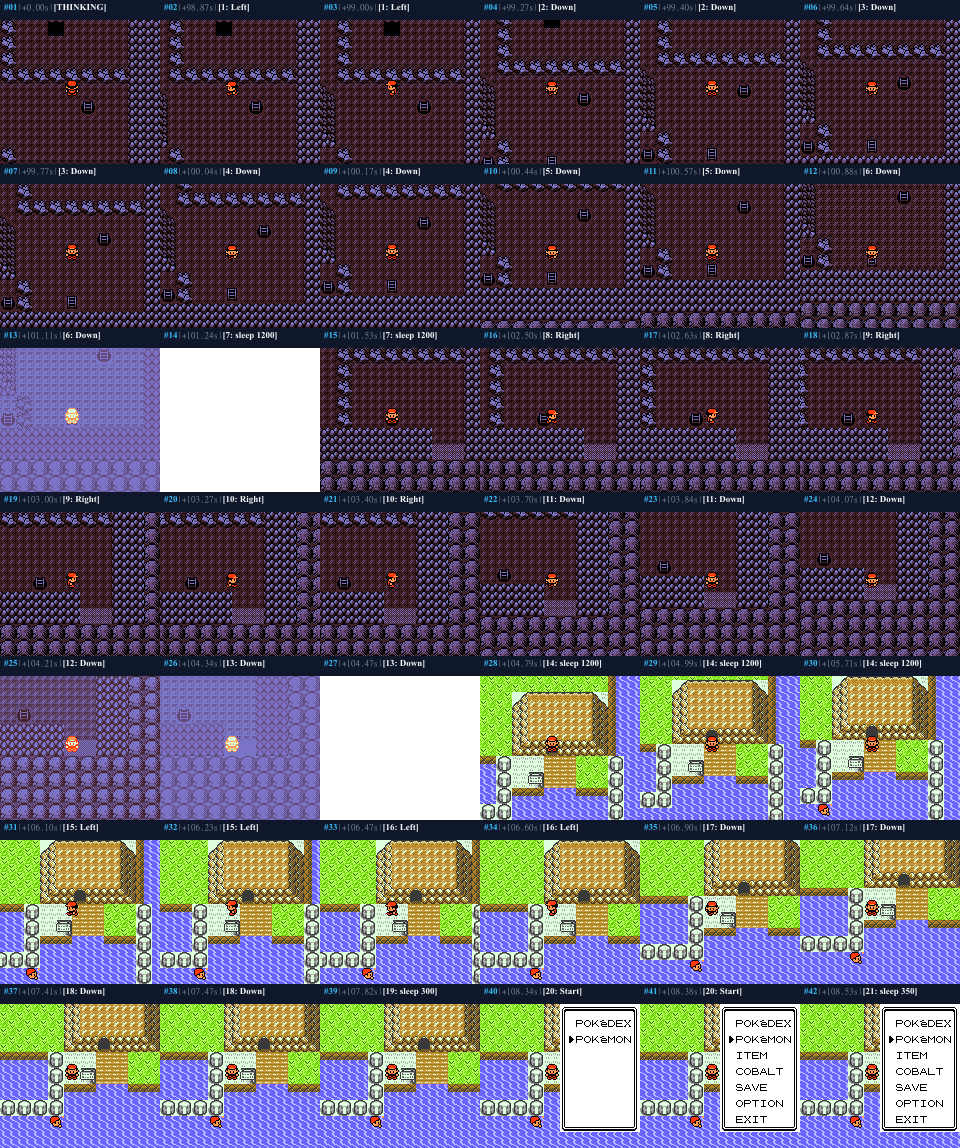 #01 | +0.00s | [THINKING]
#02 | +98.87s | [1: Left]
#03 | +99.00s | [1: Left]
#04 | +99.27s | [2: Down]
#05 | +99.40s | [2: Down]
#06 | +99.64s | [3: Down]
#07 | +99.77s | [3: Down]
#08 | +100.04s | [4: Down]
#09 | +100.17s | [4: Down]
#10 | +100.44s | [5: Down]
#11 | +100.57s | [5: Down]
#12 | +100.88s | [6: Down]
#13 | +101.11s | [6: Down]
#14 | +101.24s | [7: sleep 1200]
#15 | +101.53s | [7: sleep 1200]
#16 | +102.50s | [8: Right]
#17 | +102.63s | [8: Right]
#18 | +102.87s | [9: Right]
#19 | +103.00s | [9: Right]
#20 | +103.27s | [10: Right]
#21 | +103.40s | [10: Right]
#22 | +103.70s | [11: Down]
#23 | +103.84s | [11: Down]
#24 | +104.07s | [12: Down]
#25 | +104.21s | [12: Down]
#26 | +104.34s | [13: Down]
#27 | +104.47s | [13: Down]
#28 | +104.79s | [14: sleep 1200]
#29 | +104.99s | [14: sleep 1200]
#30 | +105.71s | [14: sleep 1200]
#31 | +106.10s | [15: Left]
#32 | +106.23s | [15: Left]
#33 | +106.47s | [16: Left]
#34 | +106.60s | [16: Left]
#35 | +106.90s | [17: Down]
#36 | +107.12s | [17: Down]
#37 | +107.41s | [18: Down]
#38 | +107.47s | [18: Down]
#39 | +107.82s | [19: sleep 300]
#40 | +108.34s | [20: Start]
#41 | +108.38s | [20: Start]
#42 | +108.53s | [21: sleep 350]
POKéDEX
▶POKéMON
POKéDEX
▶POKéMON
ITEM
COBALT
SAVE
OPTION
EXIT
POKéDEX
▶POKéMON
ITEM
COBALT
SAVE
OPTION
EXIT